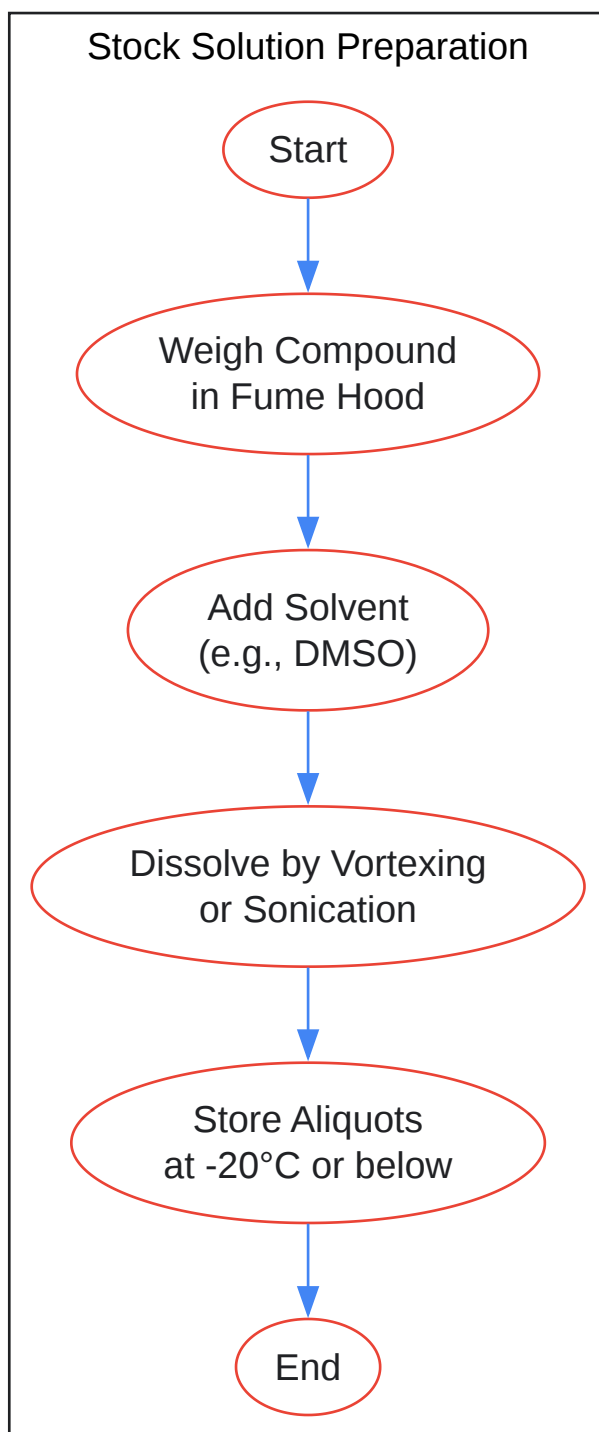 Stock Solution Preparation
Start
Weigh Compound
in Fume Hood
Add Solvent
(e.g., DMSO)
Dissolve by Vortexing
or Sonication
Store Aliquots
at -20°C or below
End